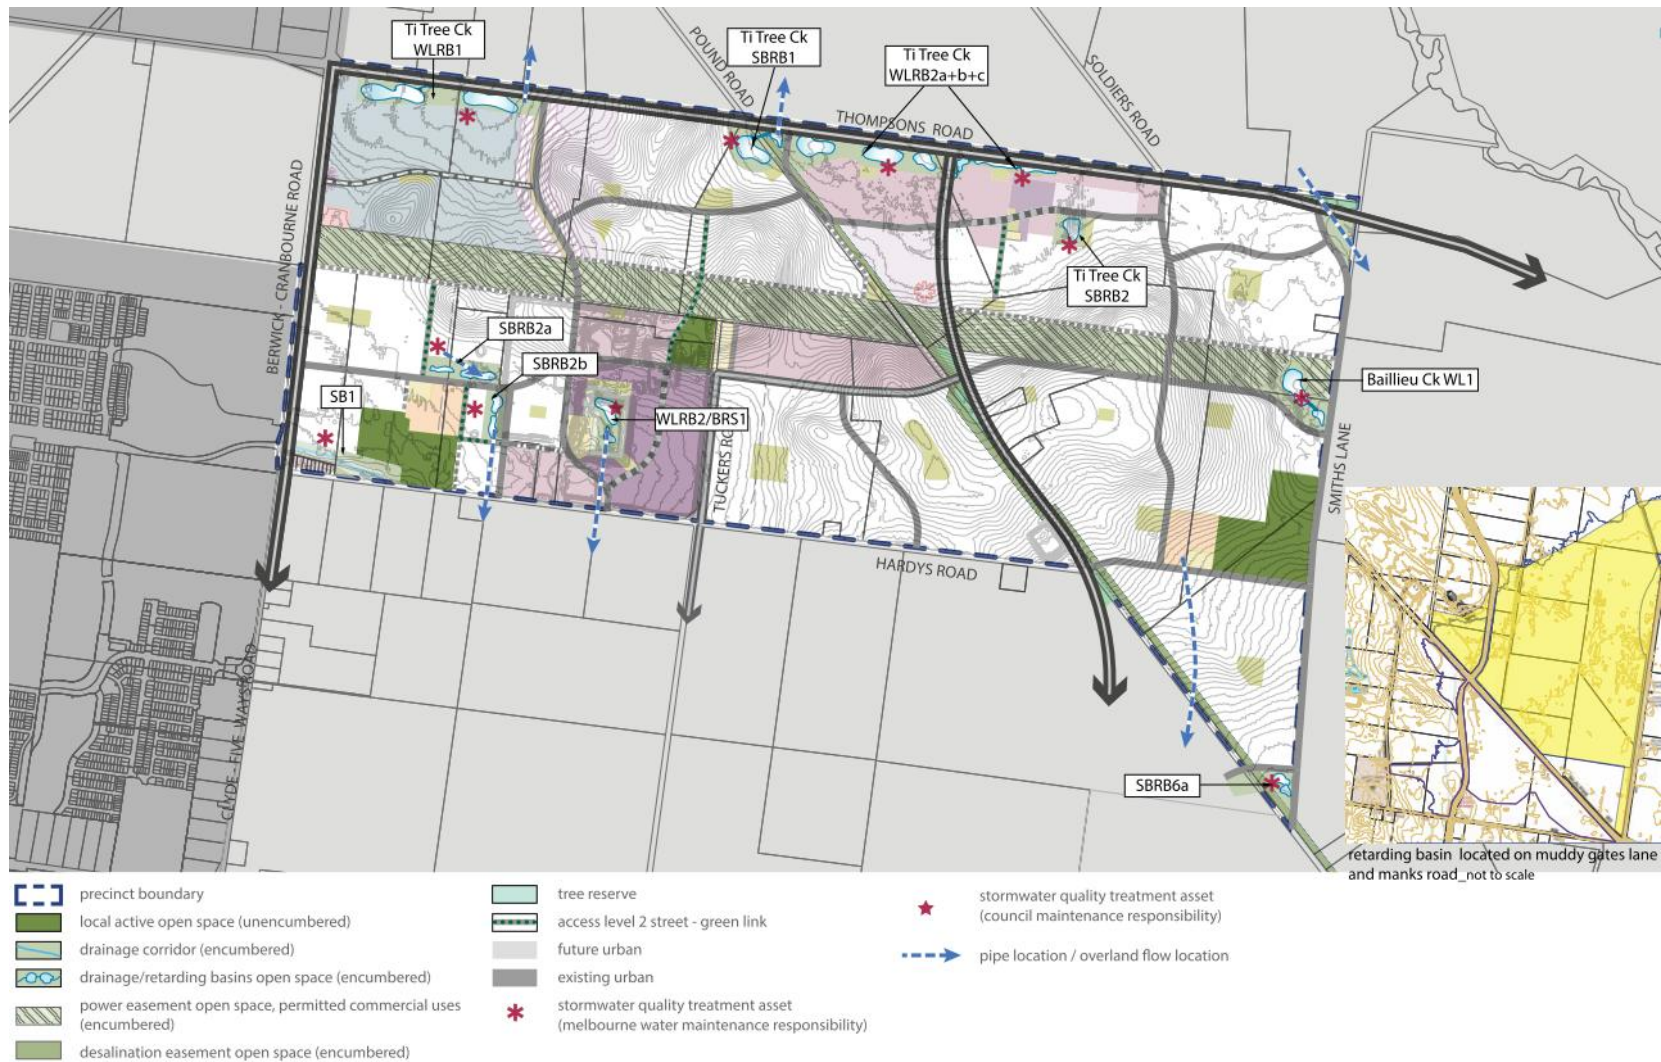 Ti Tree Ck
WLRB1
POUND ROAD
Ti Tree Ck
SBRB1
Ti Tree Ck
WLRB2a+b+c
SOLDIERS ROAD
THOMPSONS ROAD
BERWICK - CRANBOURNE ROAD
Ti Tree Ck
SBRB2
SBRB2a
SBRB2b
SB1
WLRB2/BRS1
Baillieu Ck WL1
TUCKERS RO
SMITHS LANE
HARDYS ROAD
CLYDE - FIVE WAYS ROAD
SBRB6a
retarding basin located on muddy gates lane
and manks road_not to scale
precinct boundary
local active open space (unencumbered)
drainage corridor (encumbered)
drainage/retarding basins open space (encumbered)
power easement open space, permitted commercial uses
(encumbered)
desalination easement open space (encumbered)
tree reserve
access level 2 street - green link
future urban
existing urban
stormwater quality treatment asset
(melbourne water maintenance responsibility)
stormwater quality treatment asset
(council maintenance responsibility)
pipe location / overland flow location